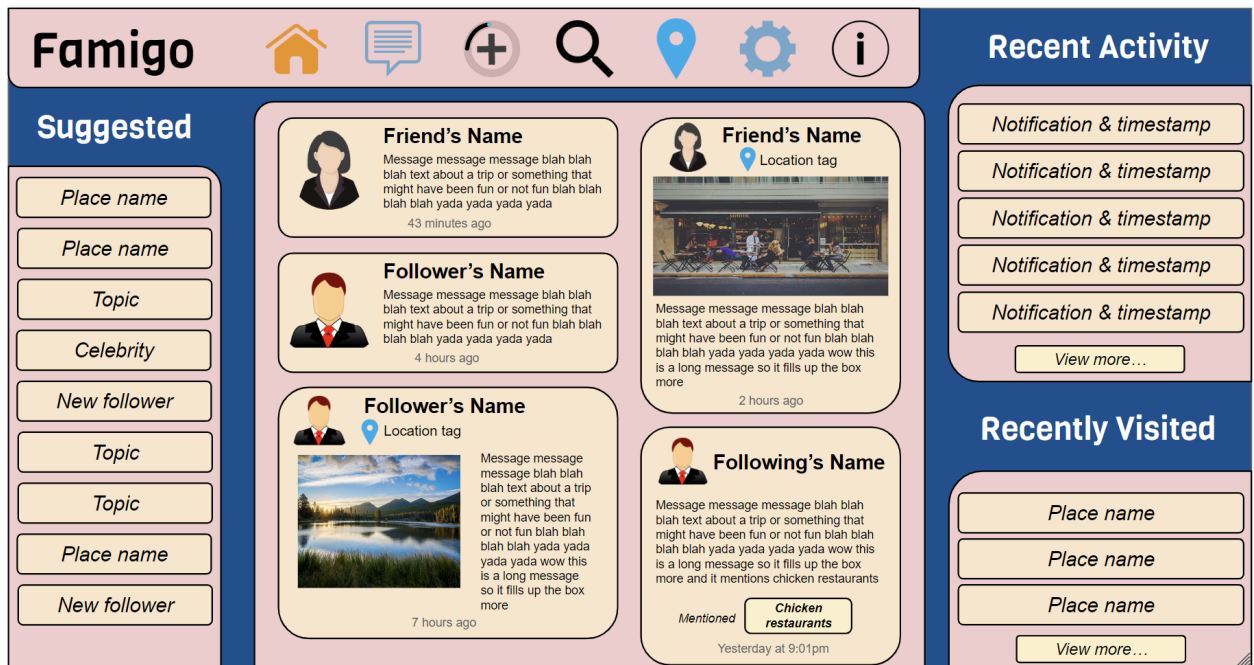 Famigo
i
Recent Activity
Suggested
Place name
Place name
Topic
Celebrity
New follower
Topic
Topic
Place name
New follower
Friend's Name
Message message message blah blah
blah text about a trip or something that
might have been fun or not fun blah blah
blah blah yada yada yada yada
43 minutes ago
Follower's Name
Message message message blah blah
blah text about a trip or something that
might have been fun or not fun blah blah
blah blah yada yada yada yada
4 hours ago
Follower's Name
Location tag
Message message
message blah blah
blah text about a trip
or something that
might have been fun
or not fun blah blah
blah blah yada yada
yada yada wow this
is a long message
so it fills up the box
more
7 hours ago
Friend's Name
Location tag
Message message message blah blah
blah text about a trip or something that
might have been fun or not fun blah blah
blah blah yada yada yada yada wow this
is a long message so it fills up the box
more
2 hours ago
Following's Name
Message message message blah blah
blah text about a trip or something that
might have been fun or not fun blah blah
blah blah yada yada yada yada wow this
is a long message so it fills up the box
more and it mentions chicken restaurants
Mentioned
Chicken
restaurants
Yesterday at 9:01pm
Notification & timestamp
Notification & timestamp
Notification & timestamp
Notification & timestamp
Notification & timestamp
View more…
Recently Visited
Place name
Place name
Place name
View more…